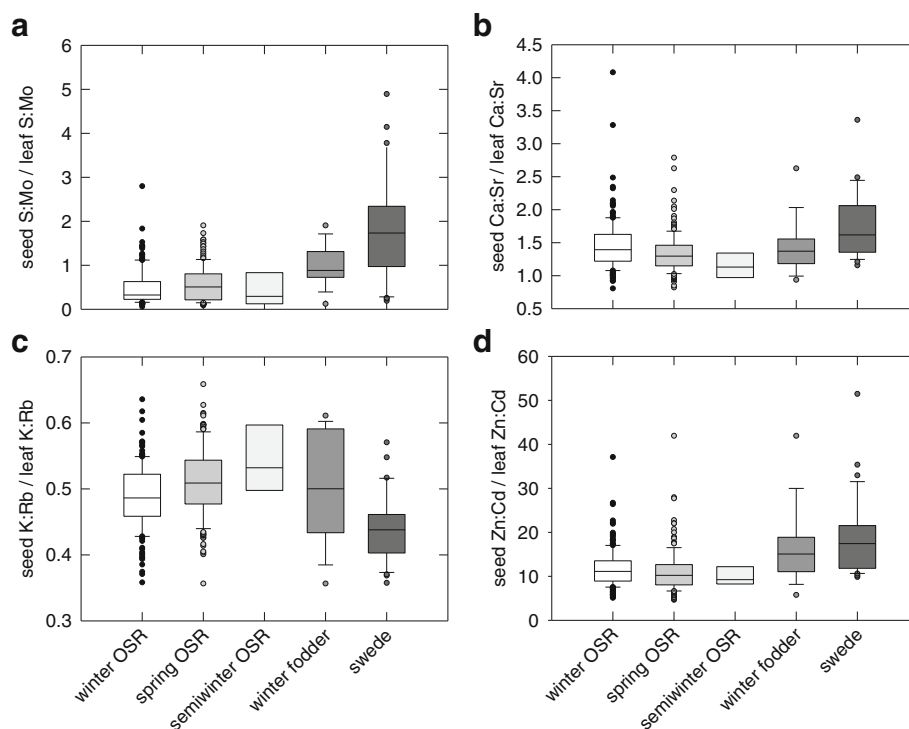 a
6
5
4
3
2
1
0
seed S:Mo / leaf S:Mo
b
4.5
4.0
3.5
3.0
2.5
2.0
1.5
1.0
0.5
seed Ca:Sr / leaf Ca:Sr
c
0.7
0.6
0.5
0.4
0.3
seed K:Rb / leaf K:Rb
winter OSR
spring OSR
semiwinter OSR
winter fodder
swede
d
60
50
40
30
20
10
0
seed Zn:Cd / leaf Zn:Cd
winter OSR
spring OSR
semiwinter OSR
winter fodder
swede